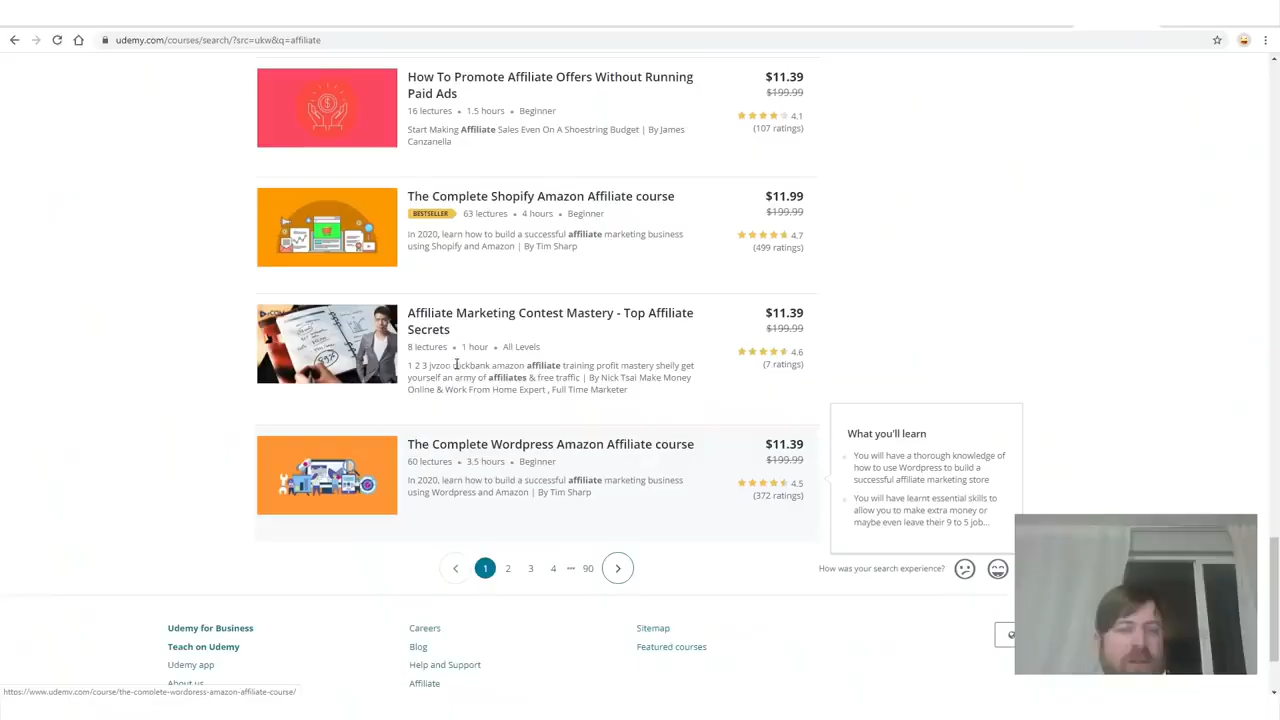 udemy.com/courses/search/?src=ukw&q=affiliate
How To Promote Affiliate Offers Without Running
Paid Ads
$11.39
$199.99
16 lectures • 1.5 hours • Beginner
4.1
(107 ratings)
Start Making Affiliate Sales Even On A Shoestring Budget | By James
Canzanella
The Complete Shopify Amazon Affiliate course
$11.99
$199.99
BESTSELLER 63 lectures • 4 hours • Beginner
In 2020, learn how to build a successful affiliate marketing business
using Shopify and Amazon | By Tim Sharp
4.7
(499 ratings)
Affiliate Marketing Contest Mastery - Top Affiliate
Secrets
$11.39
$199.99
8 lectures • 1 hour • All Levels
4.6
(7 ratings)
1 2 3 jvzoo clickbank amazon affiliate training profit mastery shelly get
yourself an army of affiliates & free traffic | By Nick Tsai Make Money
Online & Work From Home Expert , Full Time Marketer
The Complete Wordpress Amazon Affiliate course
$11.39
$199.99
60 lectures • 3.5 hours • Beginner
In 2020, learn how to build a successful affiliate marketing business
using Wordpress and Amazon | By Tim Sharp
4.5
(372 ratings)
What you'll learn
You will have a thorough knowledge of
how to use Wordpress to build a
successful affiliate marketing store
You will have learnt essential skills to
allow you to make extra money or
maybe even leave their 9 to 5 job...
1 2 3 4 ••• 90
How was your search experience?
Udemy for Business
Teach on Udemy
Udemy app
About us
Careers
Blog
Help and Support
Affiliate
Sitemap
Featured courses
https://www.udemy.com/course/the-complete-wordpress-amazon-affiliate-course/